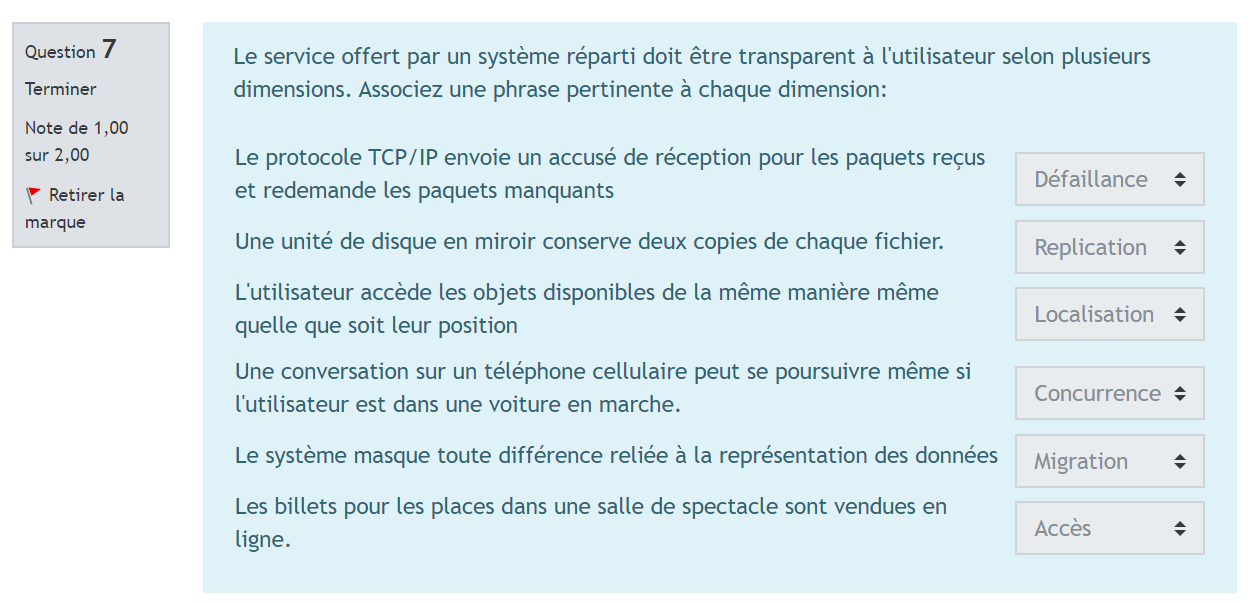 Question 7
Terminer
Note de 1,00
sur 2,00
Retirer la
marque
Le service offert par un système réparti doit être transparent à l'utilisateur selon plusieurs
dimensions. Associez une phrase pertinente à chaque dimension:
Le protocole TCP/IP envoie un accusé de réception pour les paquets reçus
et redemande les paquets manquants
Défaillance
Une unité de disque en miroir conserve deux copies de chaque fichier.
Replication
L'utilisateur accède les objets disponibles de la même manière même
quelle que soit leur position
Localisation
Une conversation sur un téléphone cellulaire peut se poursuivre même si
l'utilisateur est dans une voiture en marche.
Concurrence
Le système masque toute différence reliée à la représentation des données
Migration
Les billets pour les places dans une salle de spectacle sont vendues en
ligne.
Accès